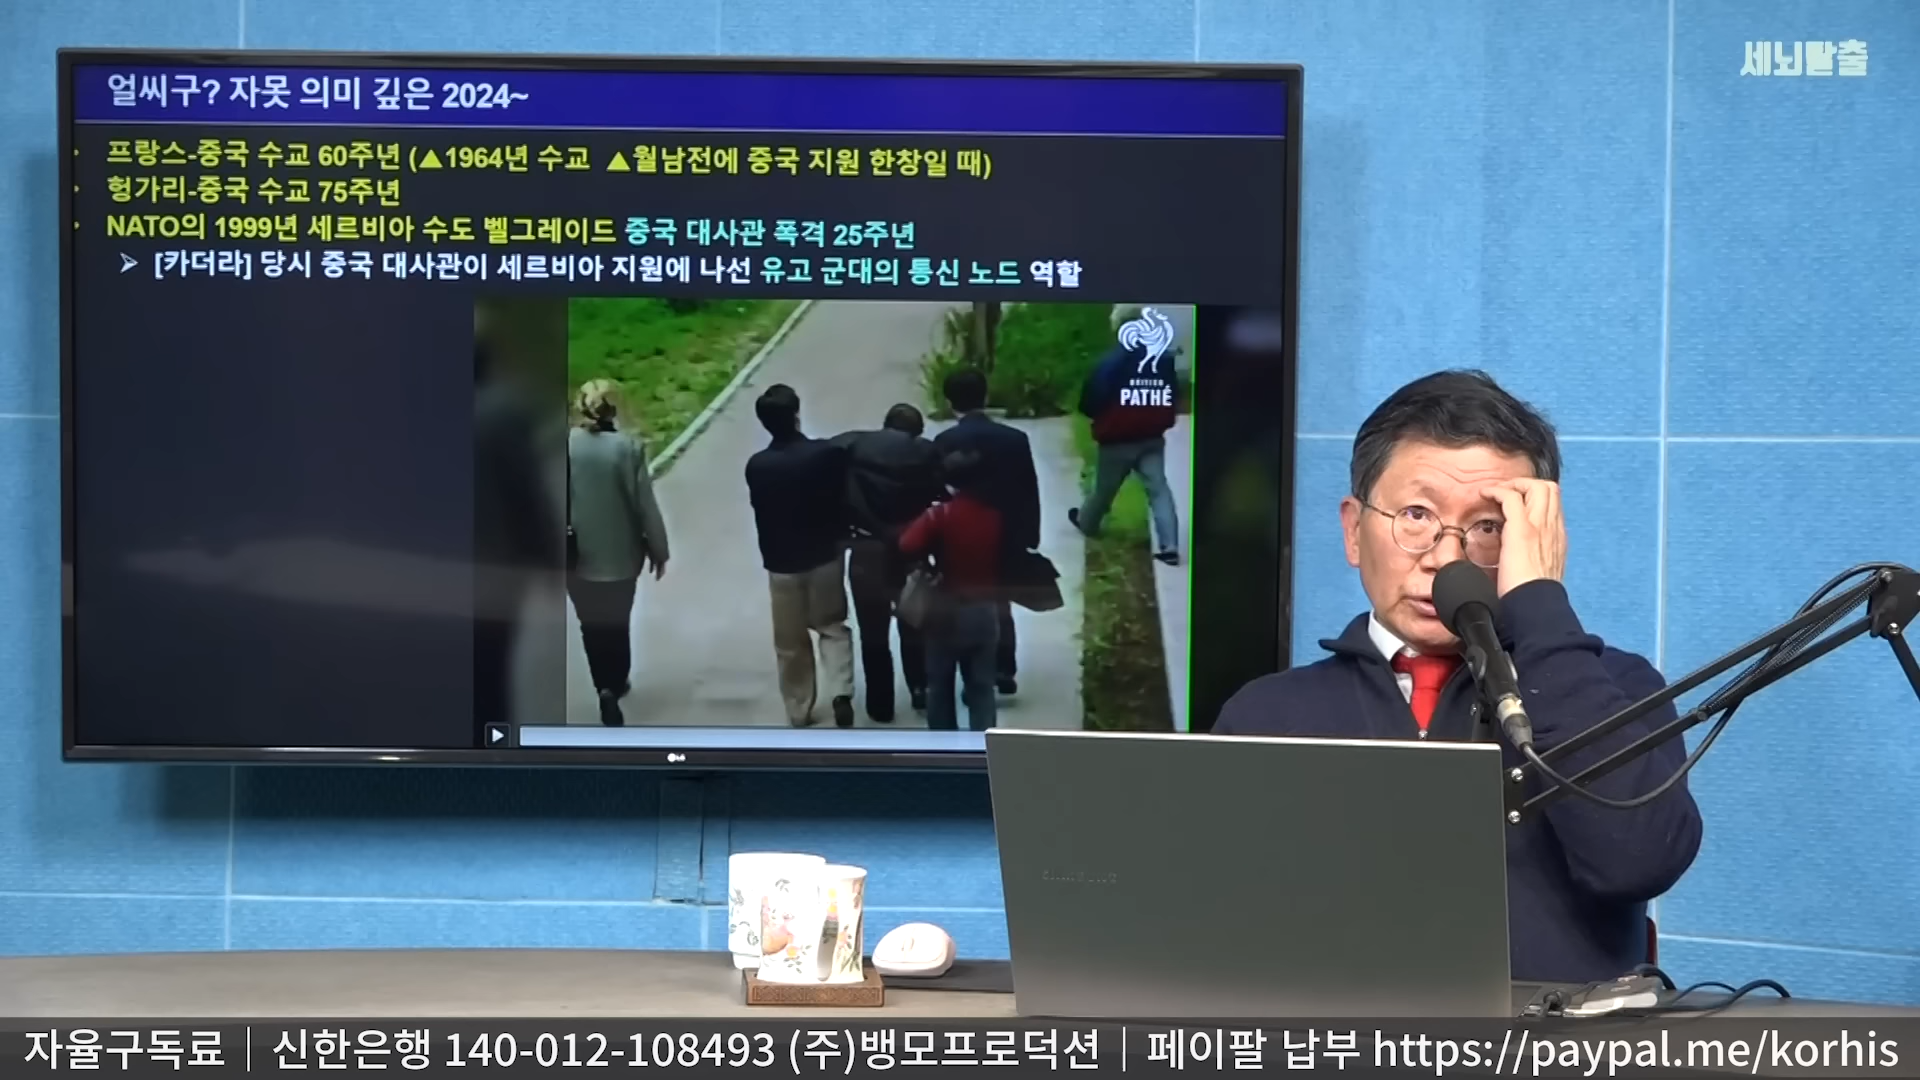 세뇌탈출
얼씨구? 자못 의미 깊은 2024~
프랑스-중국 수교 60주년 (▲1964년 수교 ▲월남전에 중국 지원 한창일 때)
헝가리-중국 수교 75주년
NATO의 1999년 세르비아 수도 벨그레이드 중국 대사관 폭격 25주년
➢ [카더라] 당시 중국 대사관이 세르비아 지원에 나선 유고 군대의 통신 노드 역할
BRITISH
PATHÉ
LG
SAMSUNG
자율구독료｜신한은행 140-012-108493 (주)뱅모프로덕션｜페이팔 납부 https://paypal.me/korhis